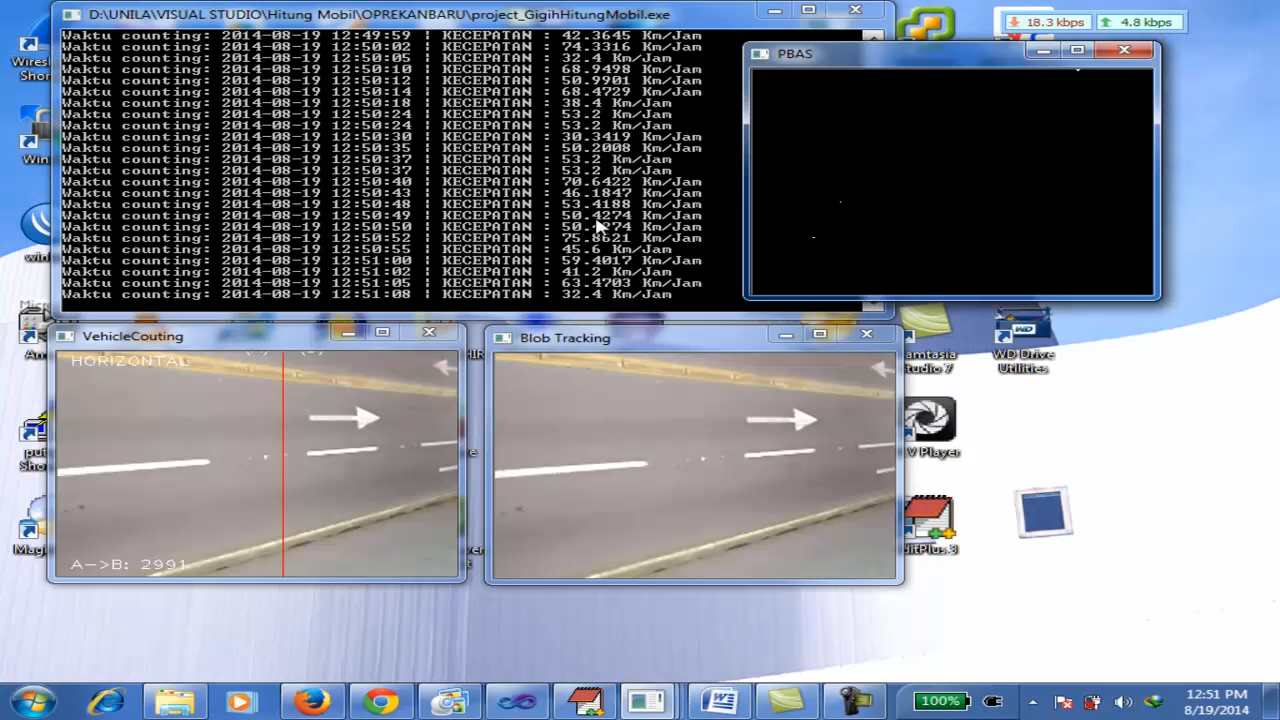 D:\UNILA\VISUAL STUDIO\Hitung Mobil\OPREKANBARU\project_GigihHitungMobil.exe
18.3 kbps 4.8 kbps
Waktu counting: 2014-08-19 12:49:59 | KECEPATAN : 42.3645 Km/Jam
Waktu counting: 2014-08-19 12:50:02 | KECEPATAN : 74.3316 Km/Jam
Waktu counting: 2014-08-19 12:50:05 | KECEPATAN : 32.4 Km/Jam
Waktu counting: 2014-08-19 12:50:10 | KECEPATAN : 68.9498 Km/Jam
Waktu counting: 2014-08-19 12:50:12 | KECEPATAN : 50.9901 Km/Jam
Waktu counting: 2014-08-19 12:50:14 | KECEPATAN : 68.4729 Km/Jam
Waktu counting: 2014-08-19 12:50:18 | KECEPATAN : 38.4 Km/Jam
Waktu counting: 2014-08-19 12:50:24 | KECEPATAN : 53.2 Km/Jam
Waktu counting: 2014-08-19 12:50:24 | KECEPATAN : 53.2 Km/Jam
Waktu counting: 2014-08-19 12:50:30 | KECEPATAN : 30.3419 Km/Jam
Waktu counting: 2014-08-19 12:50:35 | KECEPATAN : 50.2008 Km/Jam
Waktu counting: 2014-08-19 12:50:37 | KECEPATAN : 53.2 Km/Jam
Waktu counting: 2014-08-19 12:50:37 | KECEPATAN : 53.2 Km/Jam
Waktu counting: 2014-08-19 12:50:40 | KECEPATAN : 70.6422 Km/Jam
Waktu counting: 2014-08-19 12:50:43 | KECEPATAN : 46.1847 Km/Jam
Waktu counting: 2014-08-19 12:50:48 | KECEPATAN : 53.4188 Km/Jam
Waktu counting: 2014-08-19 12:50:49 | KECEPATAN : 50.4274 Km/Jam
Waktu counting: 2014-08-19 12:50:50 | KECEPATAN : 50.4274 Km/Jam
Waktu counting: 2014-08-19 12:50:52 | KECEPATAN : 75.8621 Km/Jam
Waktu counting: 2014-08-19 12:50:55 | KECEPATAN : 45.6 Km/Jam
Waktu counting: 2014-08-19 12:51:00 | KECEPATAN : 59.4017 Km/Jam
Waktu counting: 2014-08-19 12:51:02 | KECEPATAN : 41.2 Km/Jam
Waktu counting: 2014-08-19 12:51:05 | KECEPATAN : 63.4703 Km/Jam
Waktu counting: 2014-08-19 12:51:08 | KECEPATAN : 32.4 Km/Jam
PBAS
VehicleCouting
HORIZONTAL
A->B: 2991
Blob Tracking
WD Drive
Utilities
100%
12:51 PM
8/19/2014